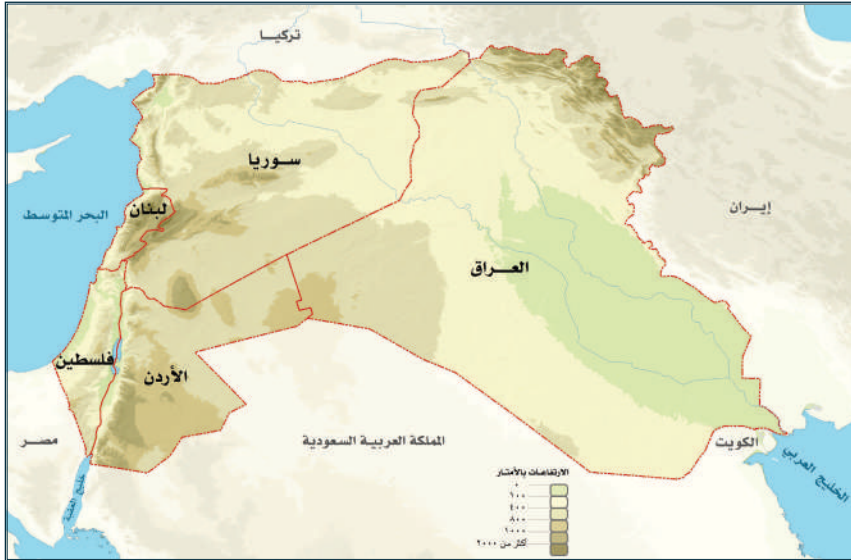 تركيا
سوريا
لبنان
البحر المتوسط
إيران
العراق
فلسطين
الأردن
مصر
المملكة العربية السعودية
الكويت
خليج العقبة
الخليج العربي
الارتفاعات بالأمتار
٠
١٠٠
٤٠٠
٨٠٠
١٠٠٠
أكثر من ٢٠٠٠